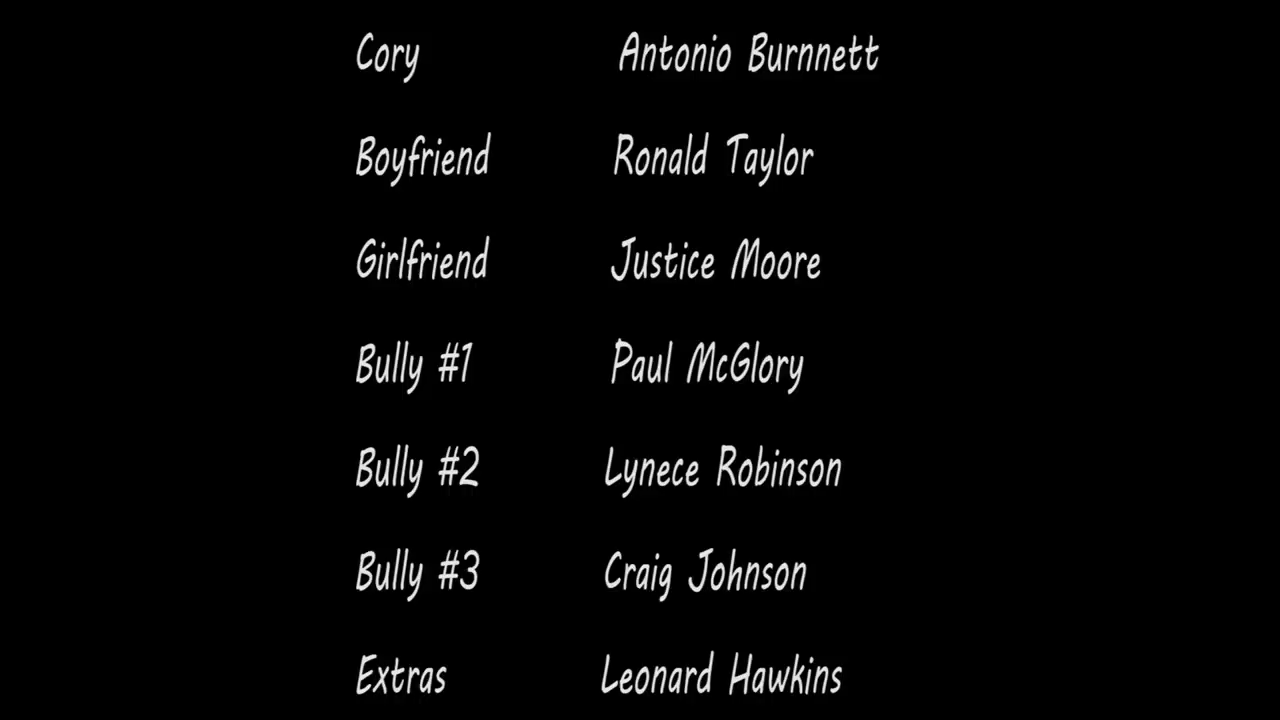 Cory Antonio Burnnett
Boyfriend Ronald Taylor
Girlfriend Justice Moore
Bully #1 Paul McGlory
Bully #2 Lynece Robinson
Bully #3 Craig Johnson
Extras Leonard Hawkins